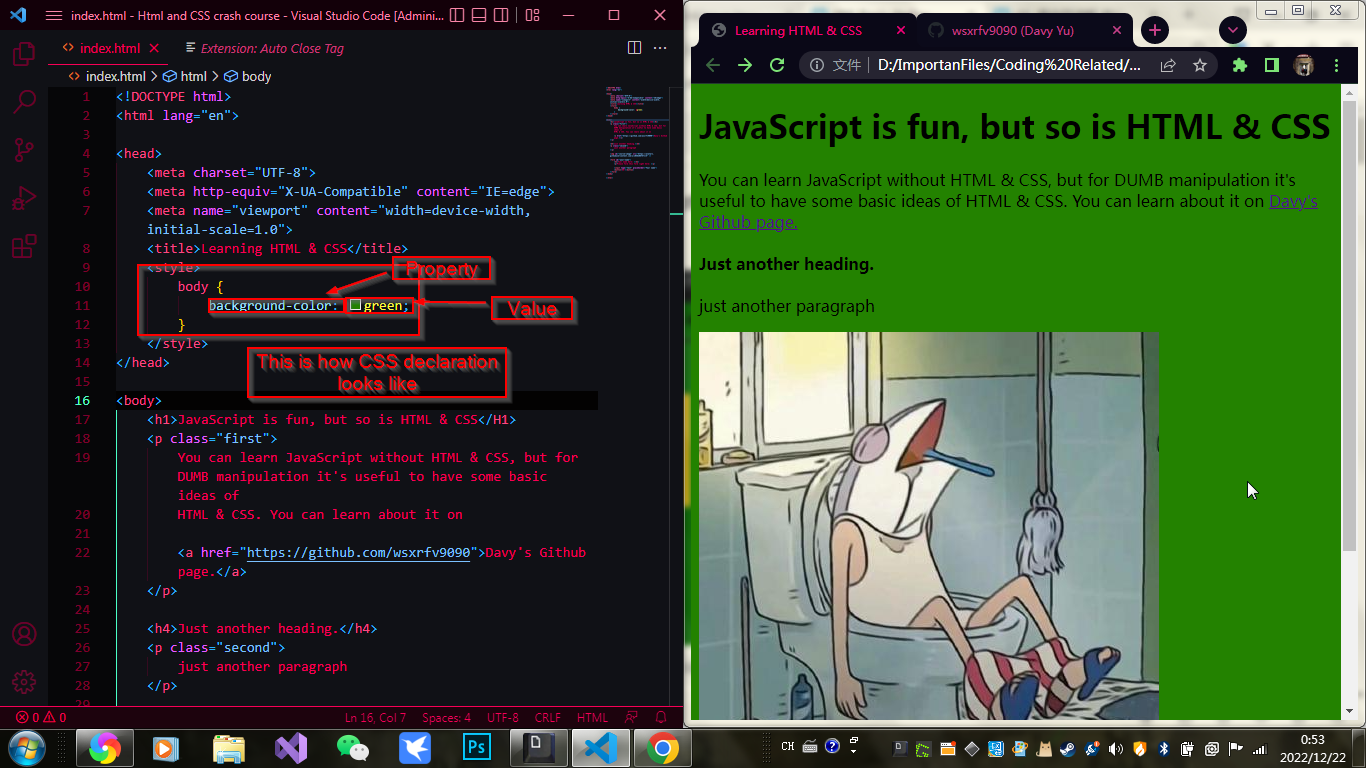 index.html - Html and CSS crash course - Visual Studio Code [Admini...
index.html
Extension: Auto Close Tag
index.html > html > body
1 <!DOCTYPE html>
2 <html lang="en">
3
4 <head>
5 <meta charset="UTF-8">
6 <meta http-equiv="X-UA-Compatible" content="IE=edge">
7 <meta name="viewport" content="width=device-width,
initial-scale=1.0">
8 <title>Learning HTML & CSS</title>
9 <style>
Property
10 body {
11 background-color: green;
Value
12 }
13 </style>
This is how CSS declaration
looks like
14 </head>
15
16 <body>
17 <h1>JavaScript is fun, but so is HTML & CSS</H1>
18 <p class="first">
19 You can learn JavaScript without HTML & CSS, but for
DUMB manipulation it's useful to have some basic
ideas of
20 HTML & CSS. You can learn about it on
21
22 <a href="https://github.com/wsxrfv9090">Davy's Github
page.</a>
23 </p>
24
25 <h4>Just another heading.</h4>
26 <p class="second">
27 just another paragraph
28 </p>
29
0 0
Ln 16, Col 7
Spaces: 4
UTF-8
CRLF
HTML
Learning HTML & CSS
wsxrfv9090 (Davy Yu)
文件 | D:/ImportanFiles/Coding%20Related/...
JavaScript is fun, but so is HTML & CSS
You can learn JavaScript without HTML & CSS, but for DUMB manipulation it's
useful to have some basic ideas of HTML & CSS. You can learn about it on Davy's
Github page.
Just another heading.
just another paragraph
Ps
D
CH
0:53
2022/12/22